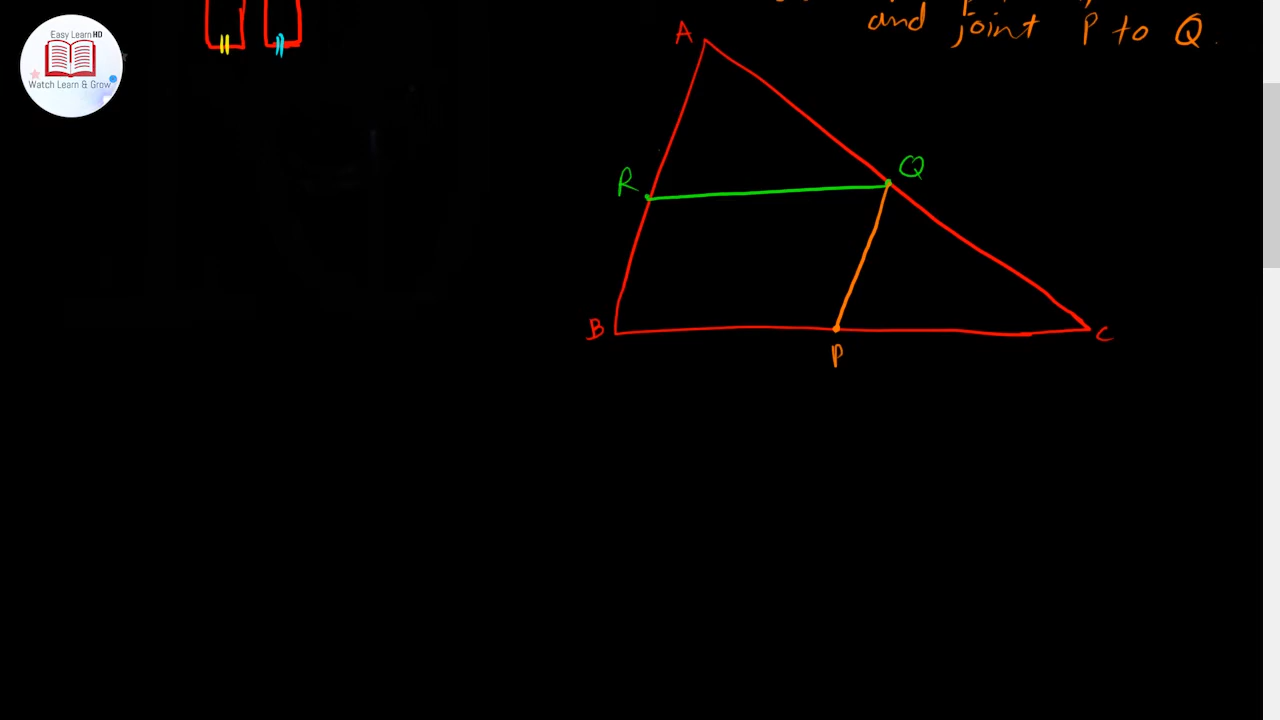 Easy Learn HD
Watch Learn & Grow
and joint P to Q.
A
R
Q
B
P
C